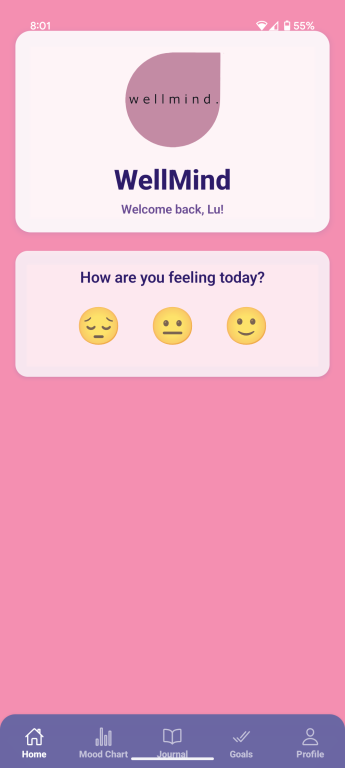 8:01
55%
wellmind.
WellMind
Welcome back, Lu!
How are you feeling today?
Home
Mood Chart
Journal
Goals
Profile